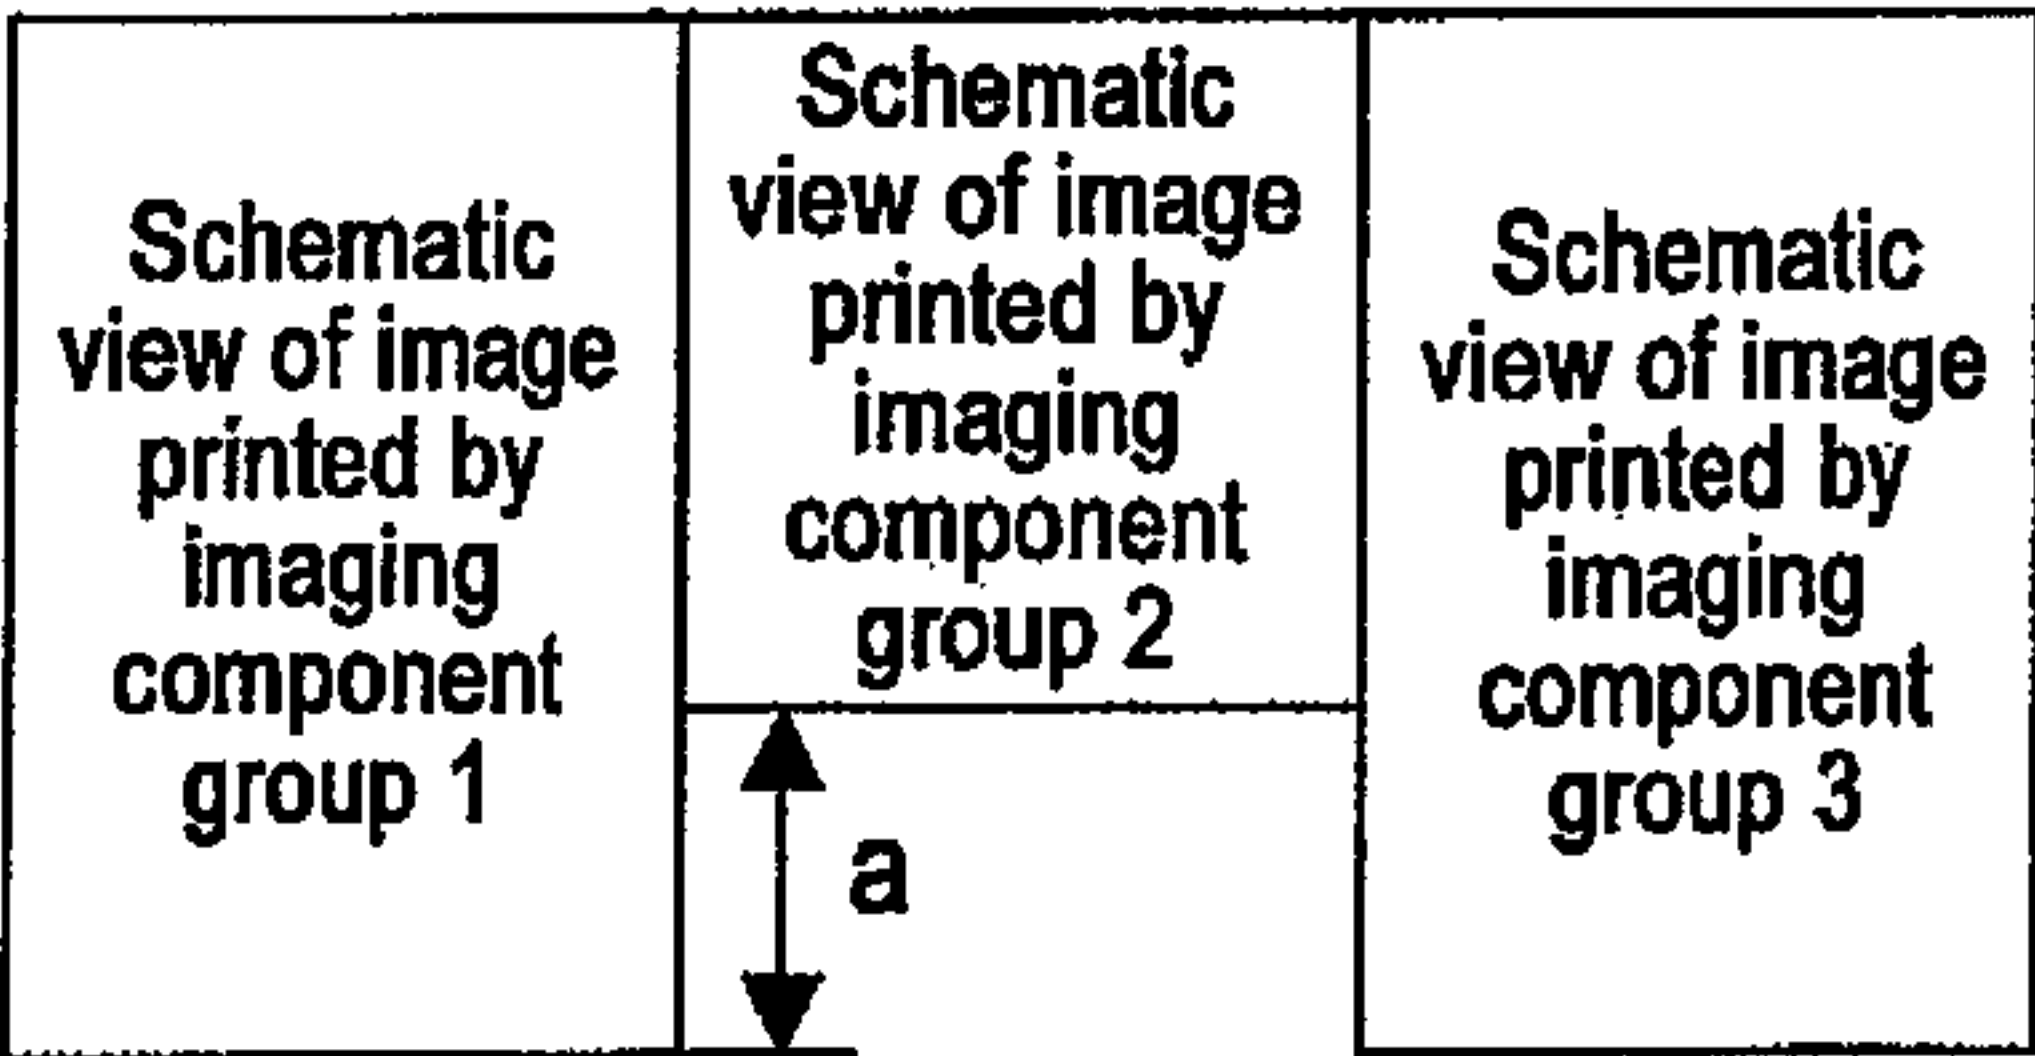 Schematic
view of image
printed by
imaging
component
group 1
Schematic
view of image
printed by
imaging
component
group 2
a
Schematic
view of image
printed by
imaging
component
group 3